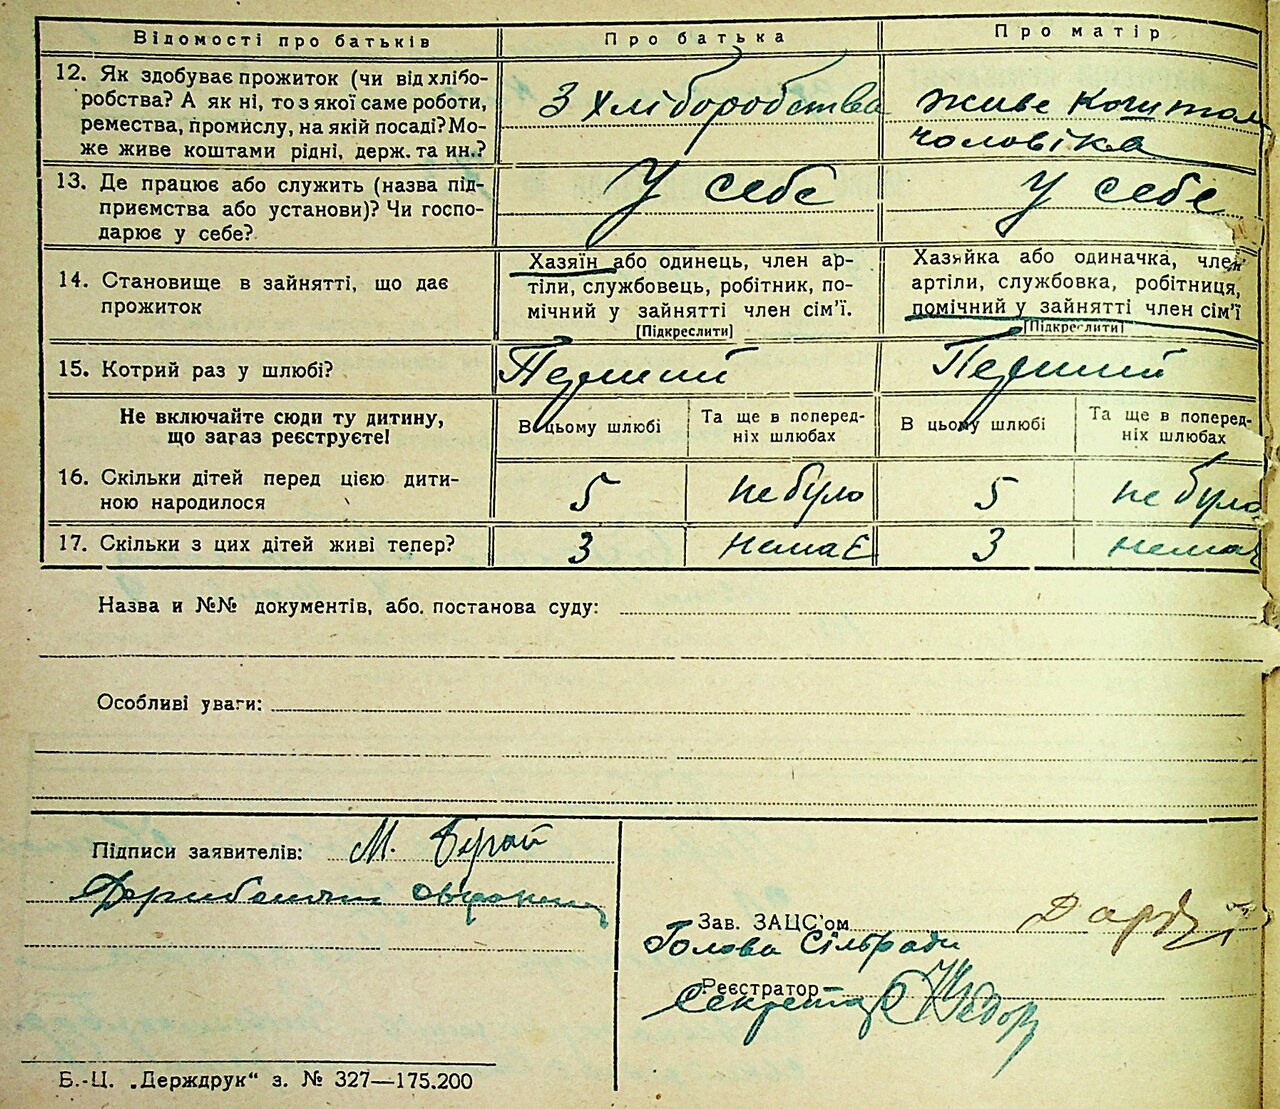 Відомості про батьків
Про батька
Про матір
12. Як здобуває прожиток (чи від хлібо-
робства? А як ні, то з якої саме роботи,
ремества, промислу, на якій посаді? Мо-
же живе коштами рідні, держ. та ин.?
З хліборобства
живе коштом
чоловіка
13. Де працює або служить (назва під-
приємства або установи)? Чи госпо-
дарює у себе?
У себе
У себе
14. Становище в зайнятті, що дає
прожиток
Хазяїн або одинець, член ар-
тіли, службовець, робітник, по-
мічний у зайнятті член сім'ї.
[Підкреслити]
Хазяйка або одиначка, член
артіли, службовка, робітниця,
помічний у зайнятті член сім'ї
[Підкреслити]
15. Котрий раз у шлюбі?
Перший
Перший
Не включайте сюди ту дитину,
що загаз реєструєте!
В цьому шлюбі
Та ще в поперед-
ніх шлюбах
В цьому шлюбі
Та ще в поперед-
ніх шлюбах
16. Скільки дітей перед цією дити-
ною народилося
5
не було
5
не було
17. Скільки з цих дітей живі тепер?
3
немає
3
немає
Назва и №№ документів, або. постанова суду:
Особливі уваги:
Підписи заявителів: М.
Зав. ЗАЦС'ом
Голова Сільради
Реєстратор
Секретар
Б.-Ц. „Держдрук“ з. № 327—175.200